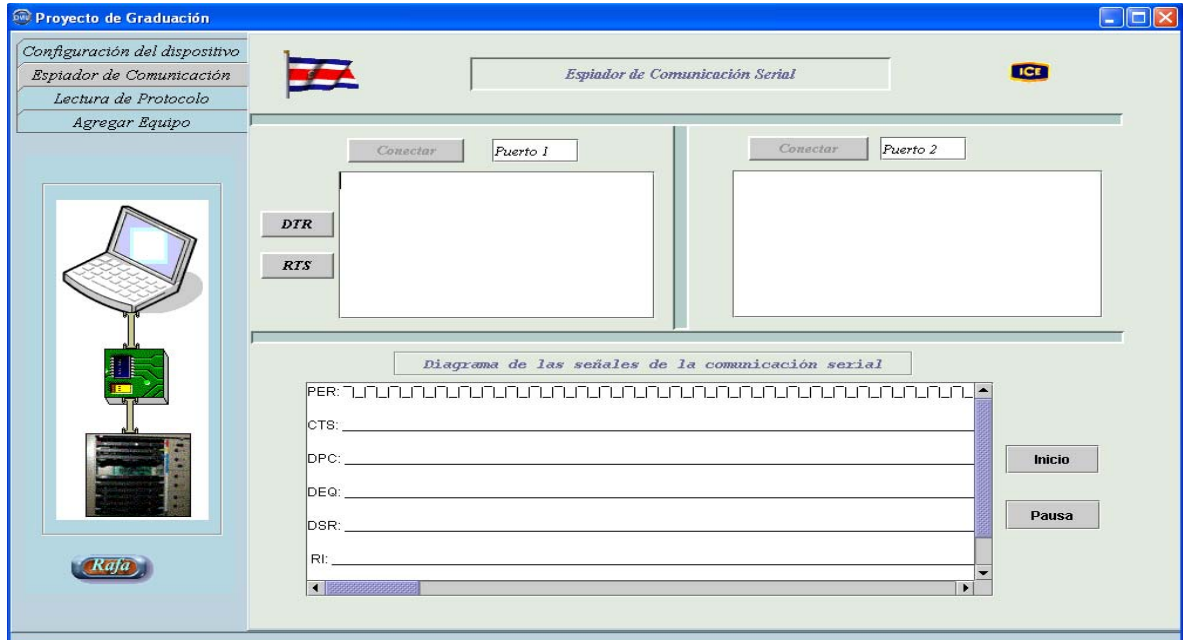 Proyecto de Graduación
Configuración del dispositivo
Espiador de Comunicación
Lectura de Protocolo
Agregar Equipo
Espiador de Comunicación Serial
ICE
Conectar
Puerto 1
Conectar
Puerto 2
DTR
RTS
Diagrama de las señales de la comunicación serial
PER:
CTS:
DPC:
DEQ:
DSR:
RI:
Inicio
Pausa
Rafa